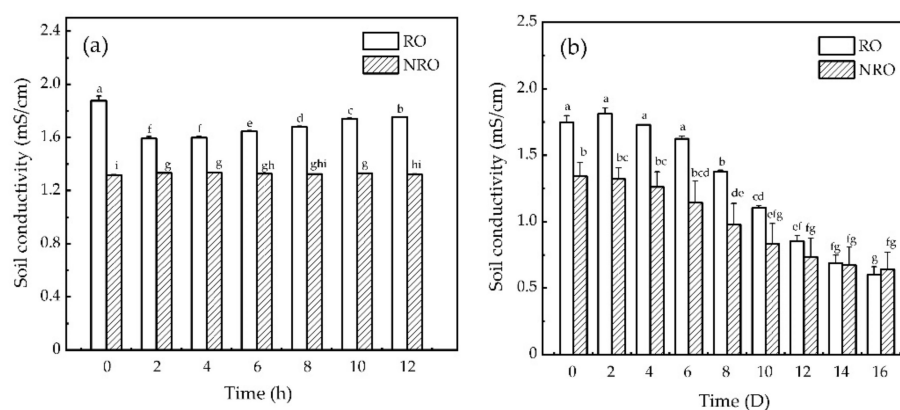 (a)
RO
NRO
Soil conductivity (mS/cm)
2.4
2.0
1.6
1.2
0.8
0.4
a
i
f
g
f
g
e
gh
d
ghi
c
g
b
hi
0 2 4 6 8 10 12
Time (h)
(b)
RO
NRO
Soil conductivity (mS/cm)
2.5
2.0
1.5
1.0
0.5
0.0
a
b
a
bc
a
bc
a
bcd
b
de
cd
efg
ef
fg
fg
fg
g
fg
0 2 4 6 8 10 12 14 16
Time (D)